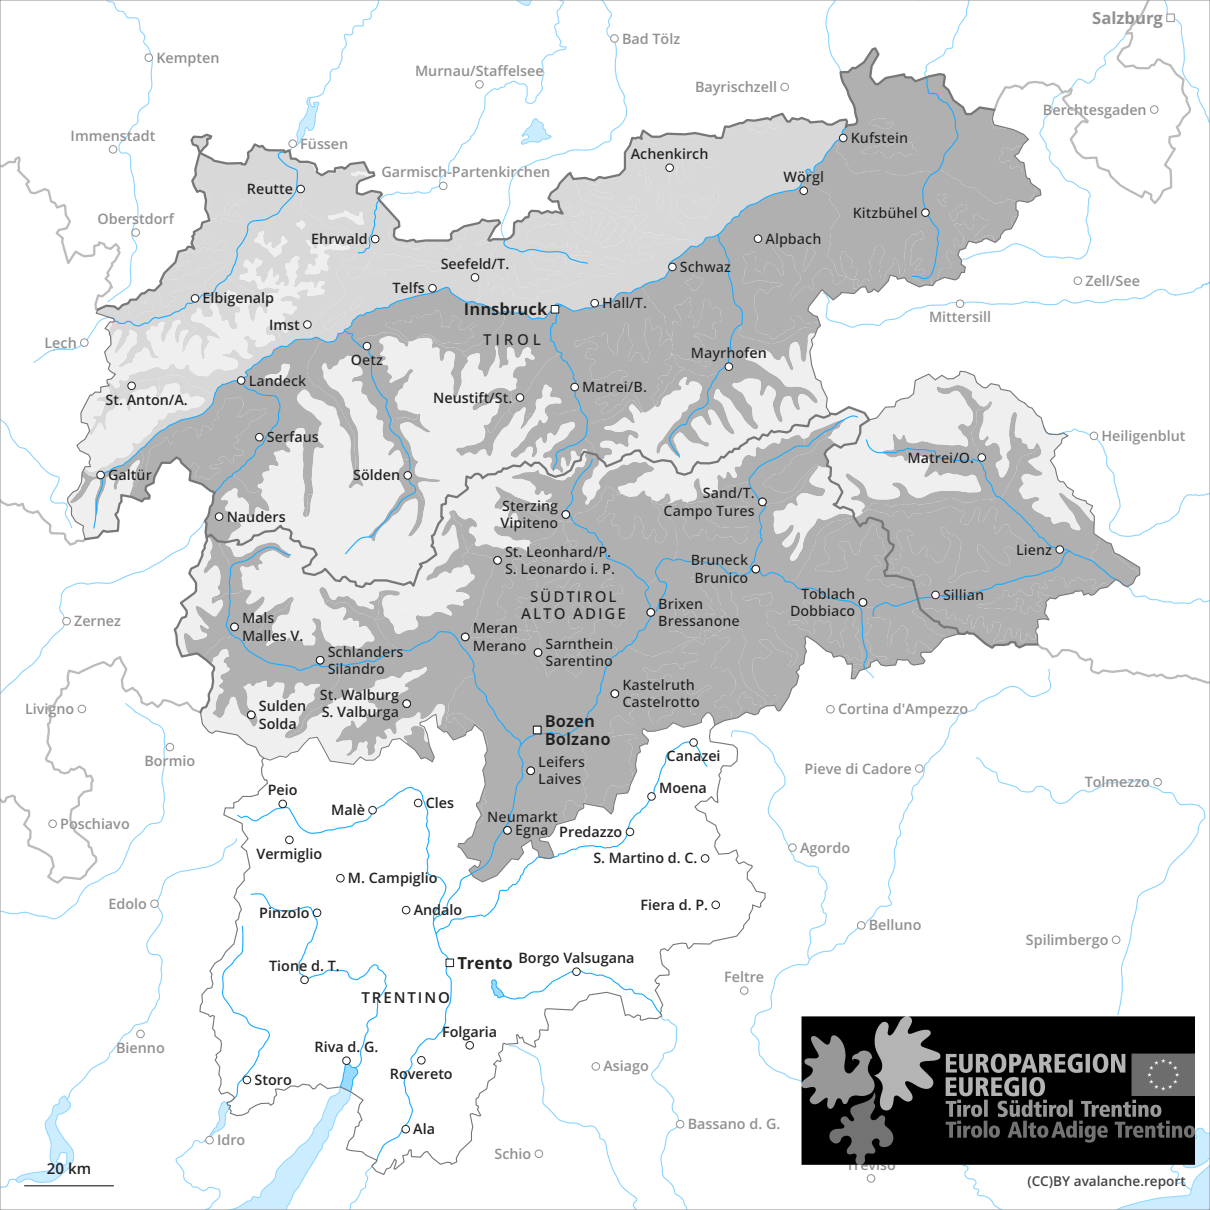 Salzburg
Bad Tölz
Kempten
Murnau/Staffelsee
Bayrischzell
Berchtesgaden
Immenstadt
Füssen
Kufstein
Achenkirch
Garmisch-Partenkirchen
Wörgl
Reutte
Oberstdorf
Kitzbühel
Ehrwald
Alpbach
Seefeld/T.
Schwaz
Zell/See
Telfs
Elbigenalp
Hall/T.
Innsbruck
Mittersill
Imst
TIROL
Lech
Oetz
Mayrhofen
Landeck
Matrei/B.
St. Anton/A.
Neustift/St.
Serfaus
Heiligenblut
Matrei/O.
Galtür
Sölden
Sand/T.
Campo Tures
Sterzing
Vipiteno
Nauders
St. Leonhard/P.
S. Leonardo i. P.
Lienz
Bruneck
Brunico
SÜDTIROL
ALTO ADIGE
Toblach
Dobbiaco
Sillian
Brixen
Bressanone
Zernez
Mals
Malles V.
Meran
Merano
Sarnthein
Sarentino
Schlanders
Silandro
Kastelruth
Castelrotto
St. Walburg
S. Valburga
Livigno
Sulden
Solda
Cortina d'Ampezzo
Bozen
Bolzano
Bormio
Canazei
Leifers
Laives
Pieve di Cadore
Tolmezzo
Peio
Moena
Malè
Cles
Neumarkt
Egna
Predazzo
Poschiavo
Vermiglio
S. Martino d. C.
Agordo
M. Campiglio
Edolo
Pinzolo
Andalo
Fiera d. P.
Belluno
Spilimbergo
Tione d. T.
Trento
Borgo Valsugana
Feltre
TRENTINO
Folgaria
Bienno
Riva d. G.
Rovereto
Asiago
Storo
EUROPAREGION
EUREGIO
Tirol Südtirol Trentino
Tirolo Alto Adige Trentino
Idro
Ala
Bassano d. G.
Schio
Treviso
20 km
(CC)BY avalanche.report